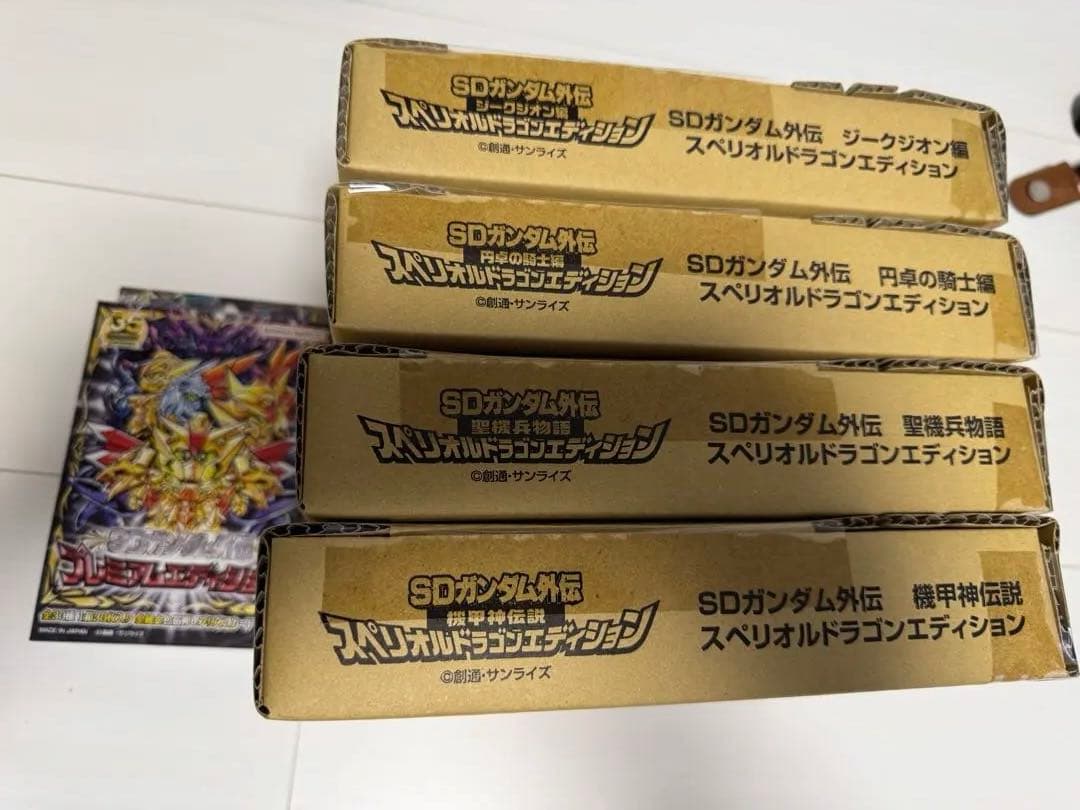 SDガンダム外伝
ジークジオン編
スペリオルドラゴンエディション
©創通・サンライズ
SDガンダム外伝 ジークジオン編
スペリオルドラゴンエディション
SDガンダム外伝
円卓の騎士編
スペリオルドラゴンエディション
©創通・サンライズ
SDガンダム外伝 円卓の騎士編
スペリオルドラゴンエディション
SDガンダム外伝
聖機兵物語
スペリオルドラゴンエディション
©創通・サンライズ
SDガンダム外伝 聖機兵物語
スペリオルドラゴンエディション
SDガンダム外伝
機甲神伝説
スペリオルドラゴンエディション
©創通・サンライズ
SDガンダム外伝 機甲神伝説
スペリオルドラゴンエディション
35
プレミアムエディショ
MADE IN JAPAN